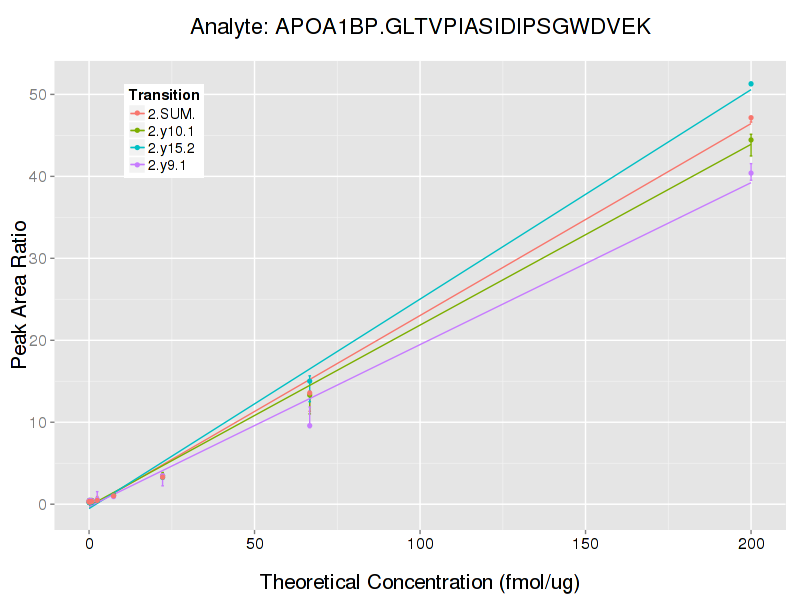 Analyte: APOA1BP.GLTVPIASIDIPSGWDVEK
Transition
2.SUM.
2.y10.1
2.y15.2
2.y9.1
Peak Area Ratio
50
40
30
20
10
0
0 50 100 150 200
Theoretical Concentration (fmol/ug)